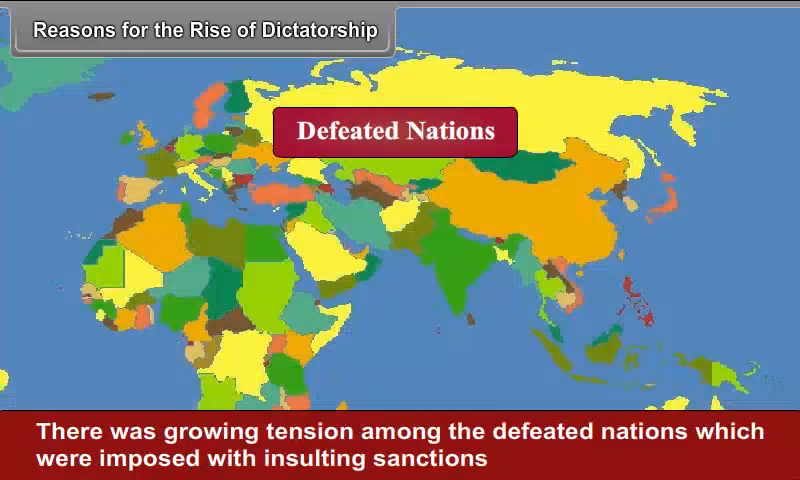 Reasons for the Rise of Dictatorship
Defeated Nations
There was growing tension among the defeated nations which
were imposed with insulting sanctions